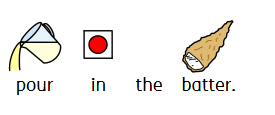 pour in the batter.